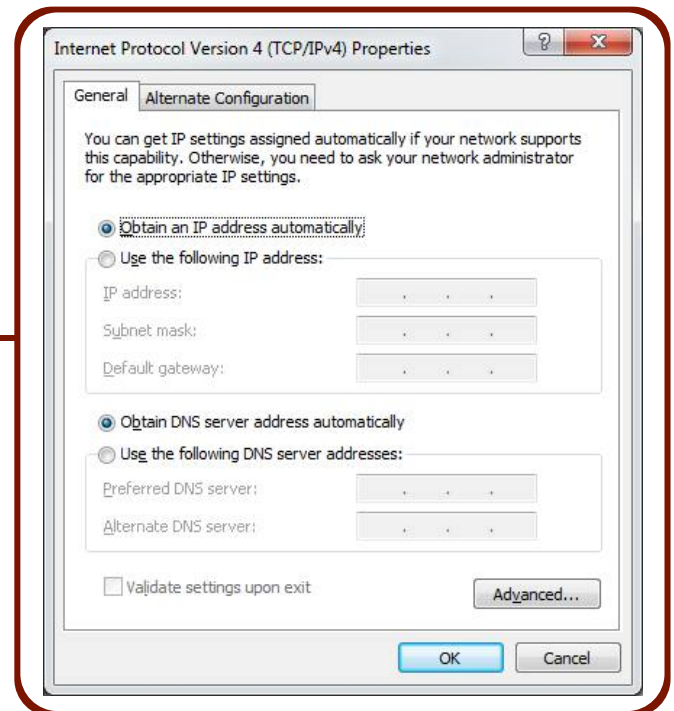 Internet Protocol Version 4 (TCP/IPv4) Properties
General
Alternate Configuration
You can get IP settings assigned automatically if your network supports
this capability. Otherwise, you need to ask your network administrator
for the appropriate IP settings.
Obtain an IP address automatically
Use the following IP address:
IP address:
Subnet mask:
Default gateway:
Obtain DNS server address automatically
Use the following DNS server addresses:
Preferred DNS server:
Alternate DNS server:
Validate settings upon exit
Advanced...
OK
Cancel